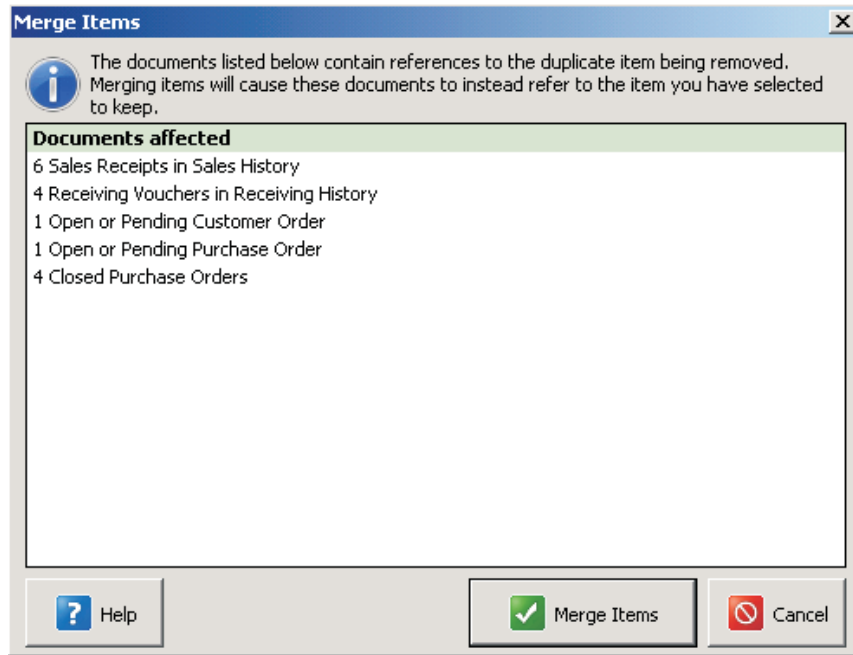 Merge Items
The documents listed below contain references to the duplicate item being removed.
Merging items will cause these documents to instead refer to the item you have selected
to keep.
Documents affected
6 Sales Receipts in Sales History
4 Receiving Vouchers in Receiving History
1 Open or Pending Customer Order
1 Open or Pending Purchase Order
4 Closed Purchase Orders
? Help
Merge Items
Cancel